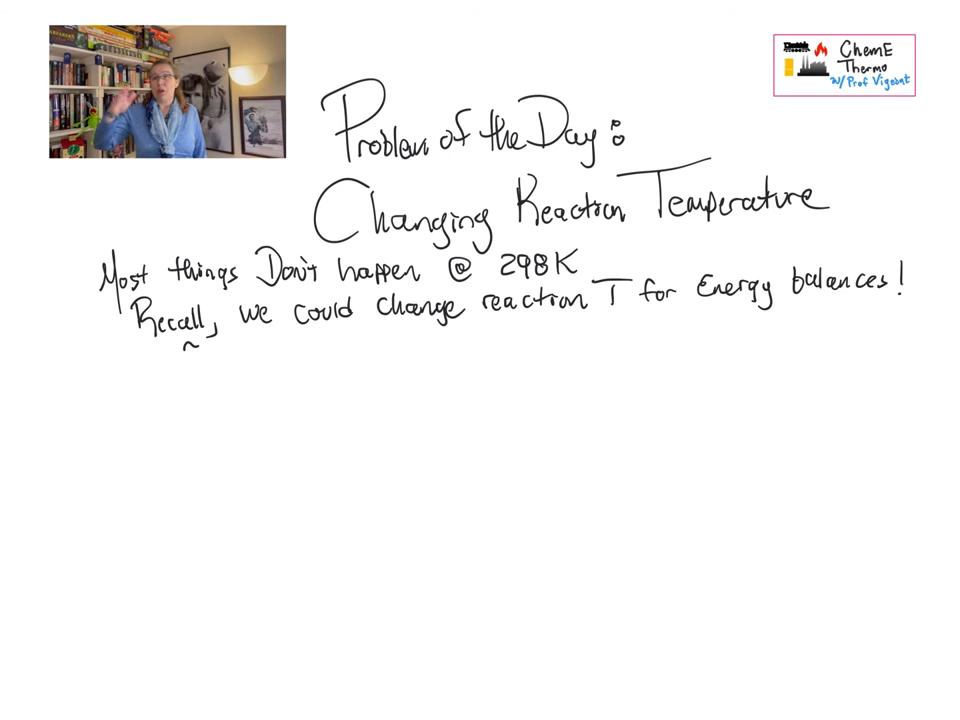 ChemE
Thermo
w/ Prof Vigeant
Problem of the Day:
Changing Reaction Temperature
Most things Don't happen @ 298K
Recall, we could change reaction T for Energy balances!